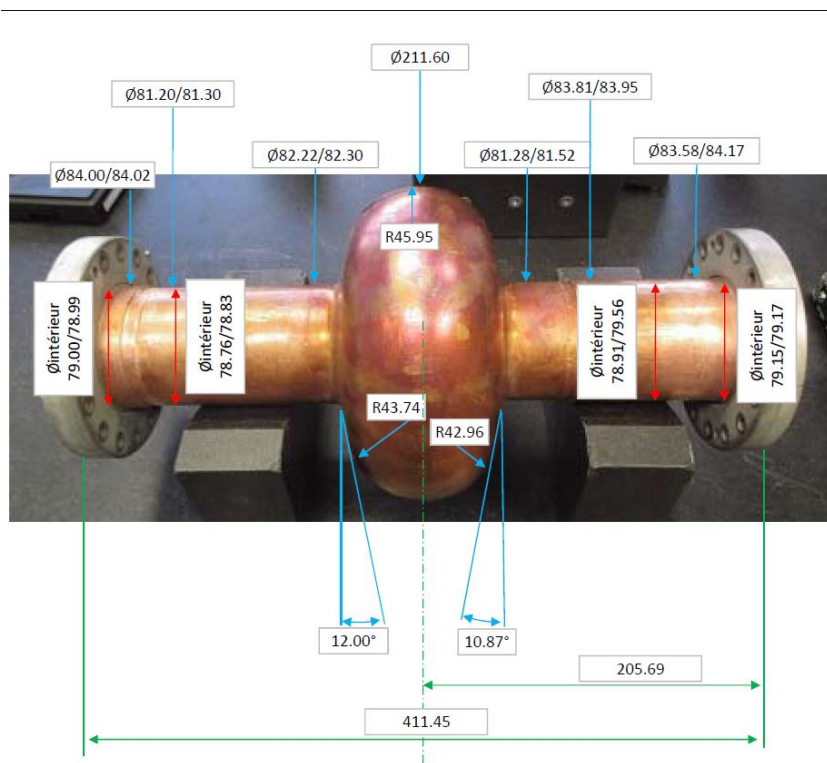 Ø211.60
Ø81.20/81.30
Ø83.81/83.95
Ø82.22/82.30
Ø81.28/81.52
Ø83.58/84.17
Ø84.00/84.02
R45.95
Øintérieur
79.00/78.99
Øintérieur
78.76/78.83
Øintérieur
78.91/79.56
Øintérieur
79.15/79.17
R43.74
R42.96
12.00°
10.87°
205.69
411.45